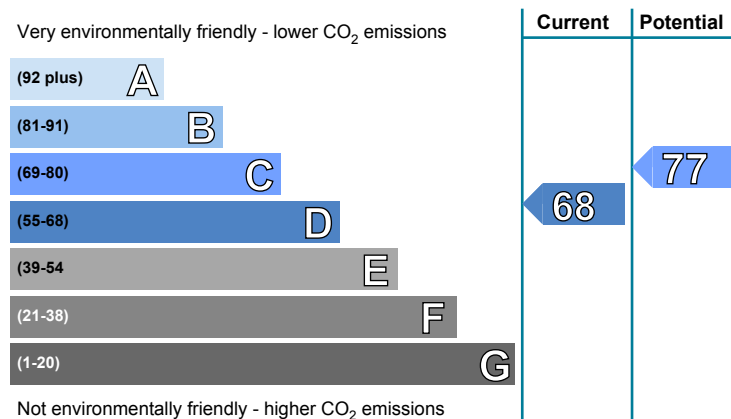 Very environmentally friendly - lower CO₂ emissions
Current
Potential
(92 plus) A
(81-91) B
(69-80) C
(55-68) D
(39-54 E
(21-38) F
(1-20) G
77
68
Not environmentally friendly - higher CO₂ emissions